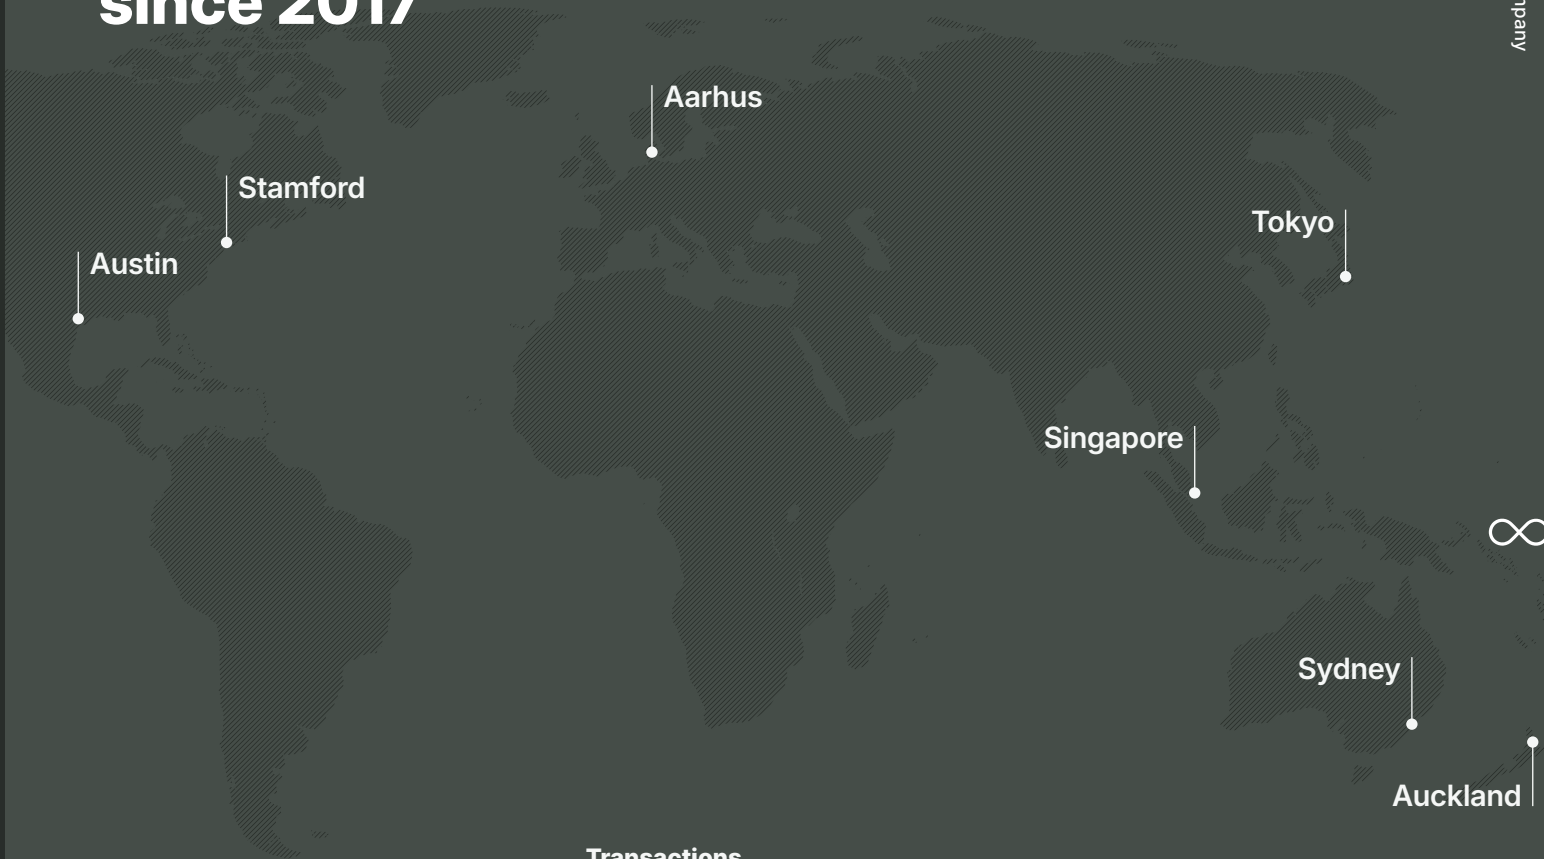 since 2017
Aarhus
Stamford
Tokyo
Austin
Singapore
Sydney
Auckland
Transactions